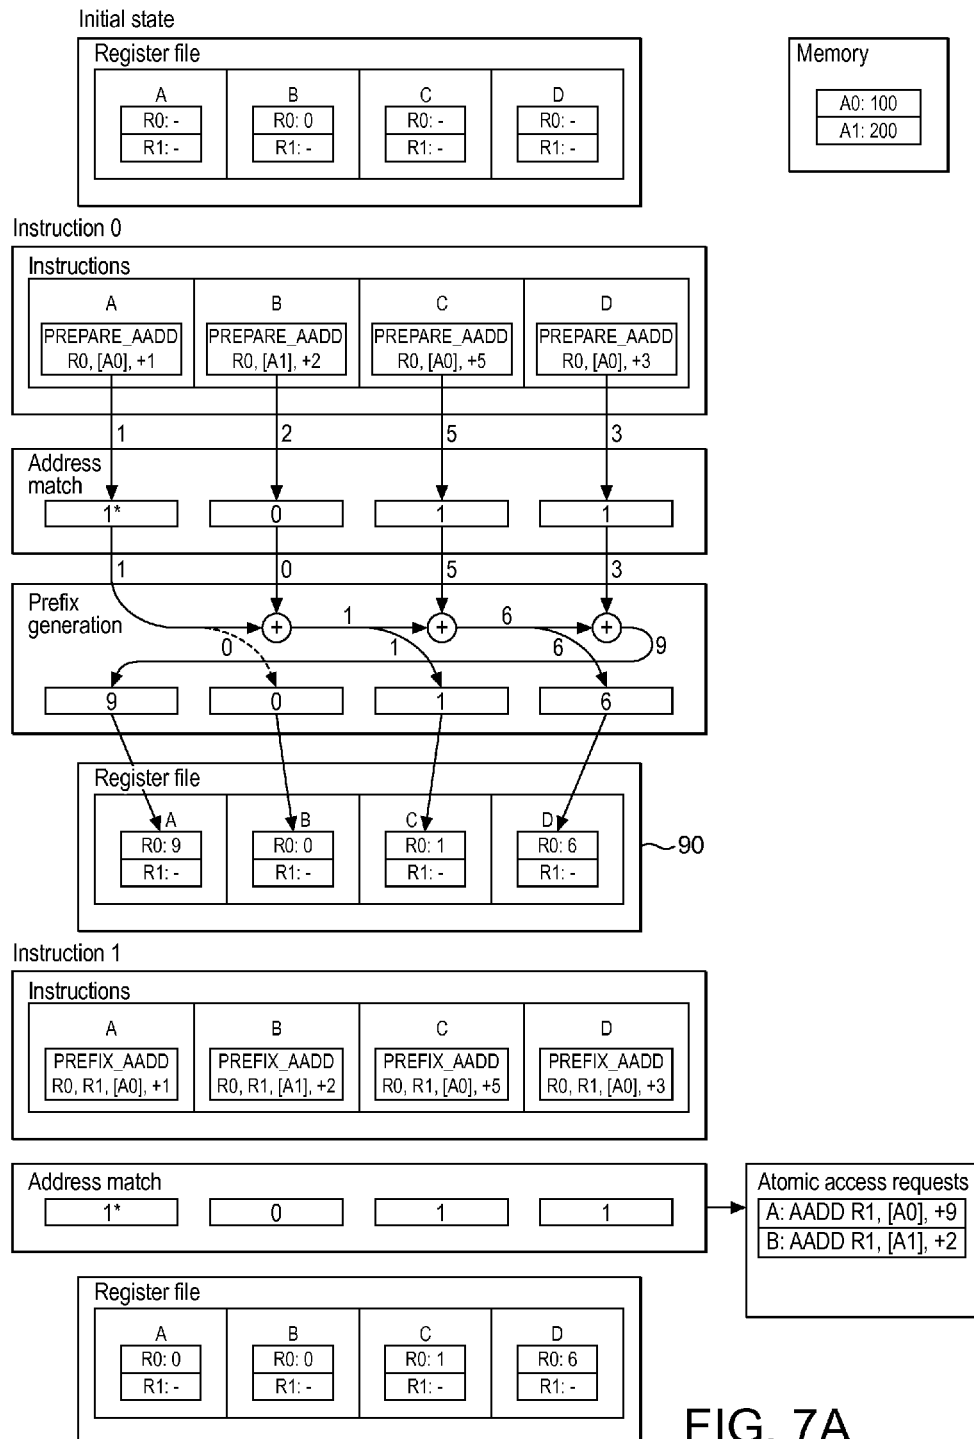 Initial state
Register file
A B C D
R0: - R0: 0 R0: - R0: -
R1: - R1: - R1: - R1: -
Memory
A0: 100
A1: 200
Instruction 0
Instructions
A B C D
PREPARE_AADD PREPARE_AADD PREPARE_AADD PREPARE_AADD
R0, [A0], +1 R0, [A1], +2 R0, [A0], +5 R0, [A0], +3
1 2 5 3
Address
match
1* 0 1 1
1 0 5 3
Prefix
generation
+ 1 + 6 +
0 1 6 9
9 0 1 6
Register file
A B C D
R0: 9 R0: 0 R0: 1 R0: 6
R1: - R1: - R1: - R1: -
90
Instruction 1
Instructions
A B C D
PREFIX_AADD PREFIX_AADD PREFIX_AADD PREFIX_AADD
R0, R1, [A0], +1 R0, R1, [A1], +2 R0, R1, [A0], +5 R0, R1, [A0], +3
Address match
1* 0 1 1
Atomic access requests
A: AADD R1, [A0], +9
B: AADD R1, [A1], +2
Register file
A B C D
R0: 0 R0: 0 R0: 1 R0: 6
R1: - R1: - R1: - R1: -
FIG. 7A